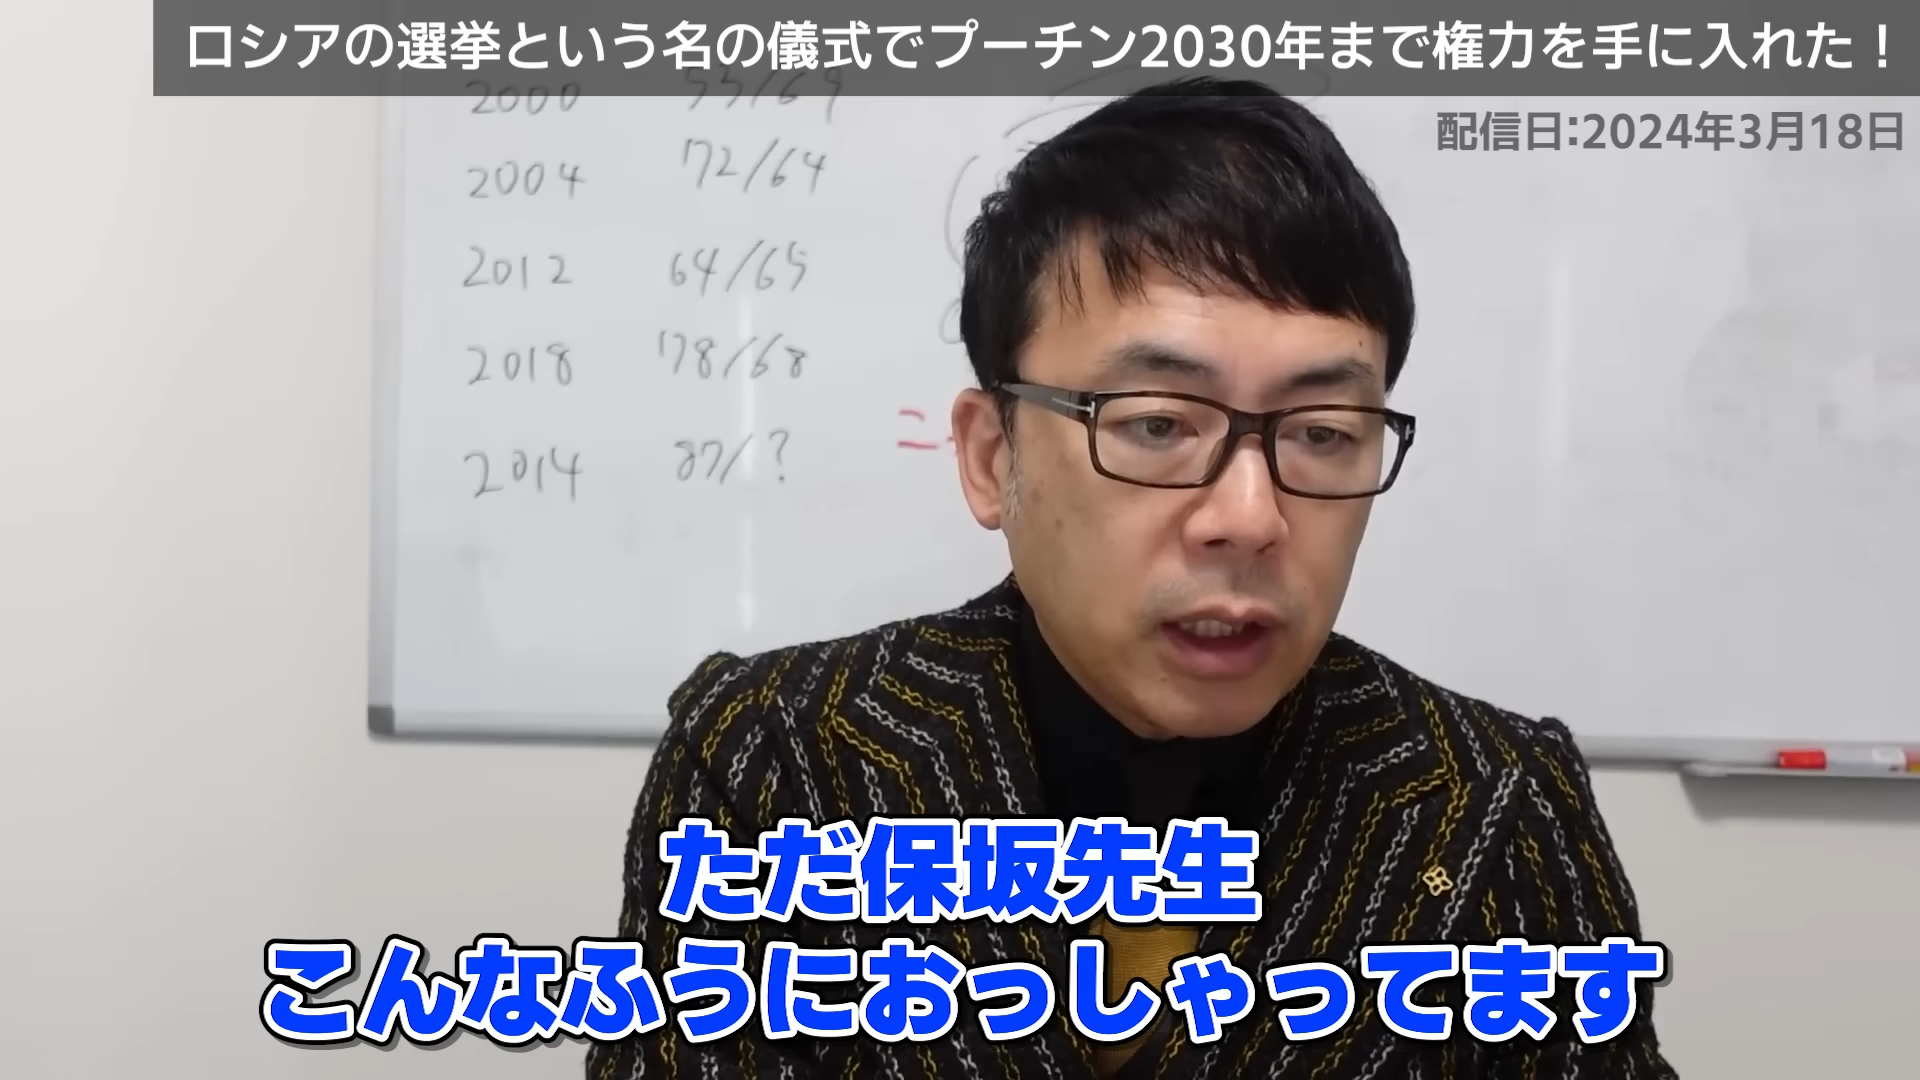 ロシアの選挙という名の儀式でプーチン2030年まで権力を手に入れた！
配信日:2024年3月18日
2000 53/69
2004 72/64
2012 64/65
2018 78/68
2014 87/?
ただ保坂先生
こんなふうにおっしゃってます